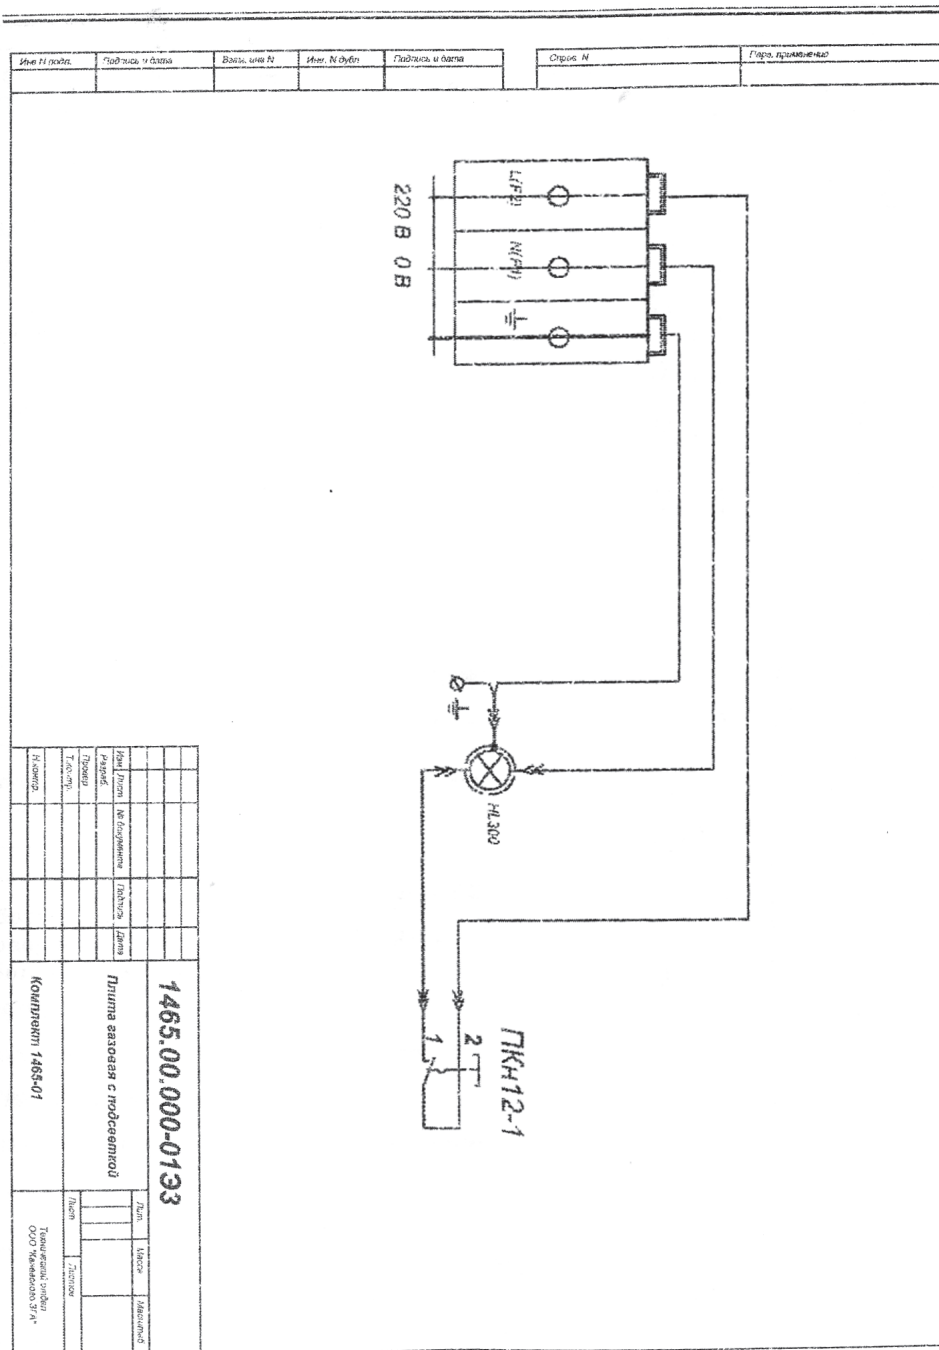 Инв N подл.
Подпись и дата
Взам. инв N
Инв. N дубл
Подпись и дата
Справ. N
Перв. применение
220 В 0 В
L(F2)
N(F1)
HL300
ПКН12-1
2
1
Изм
Лист
№ документа
Подпись
Дата
Разраб.
Провер
Т.контр.
Н.контр.
1465.00.000-01Э3
Плита газовая с подсветкой
Комплект 1465-01
Лит.
Масса
Масштаб
Лист
Листов
Технический отдел